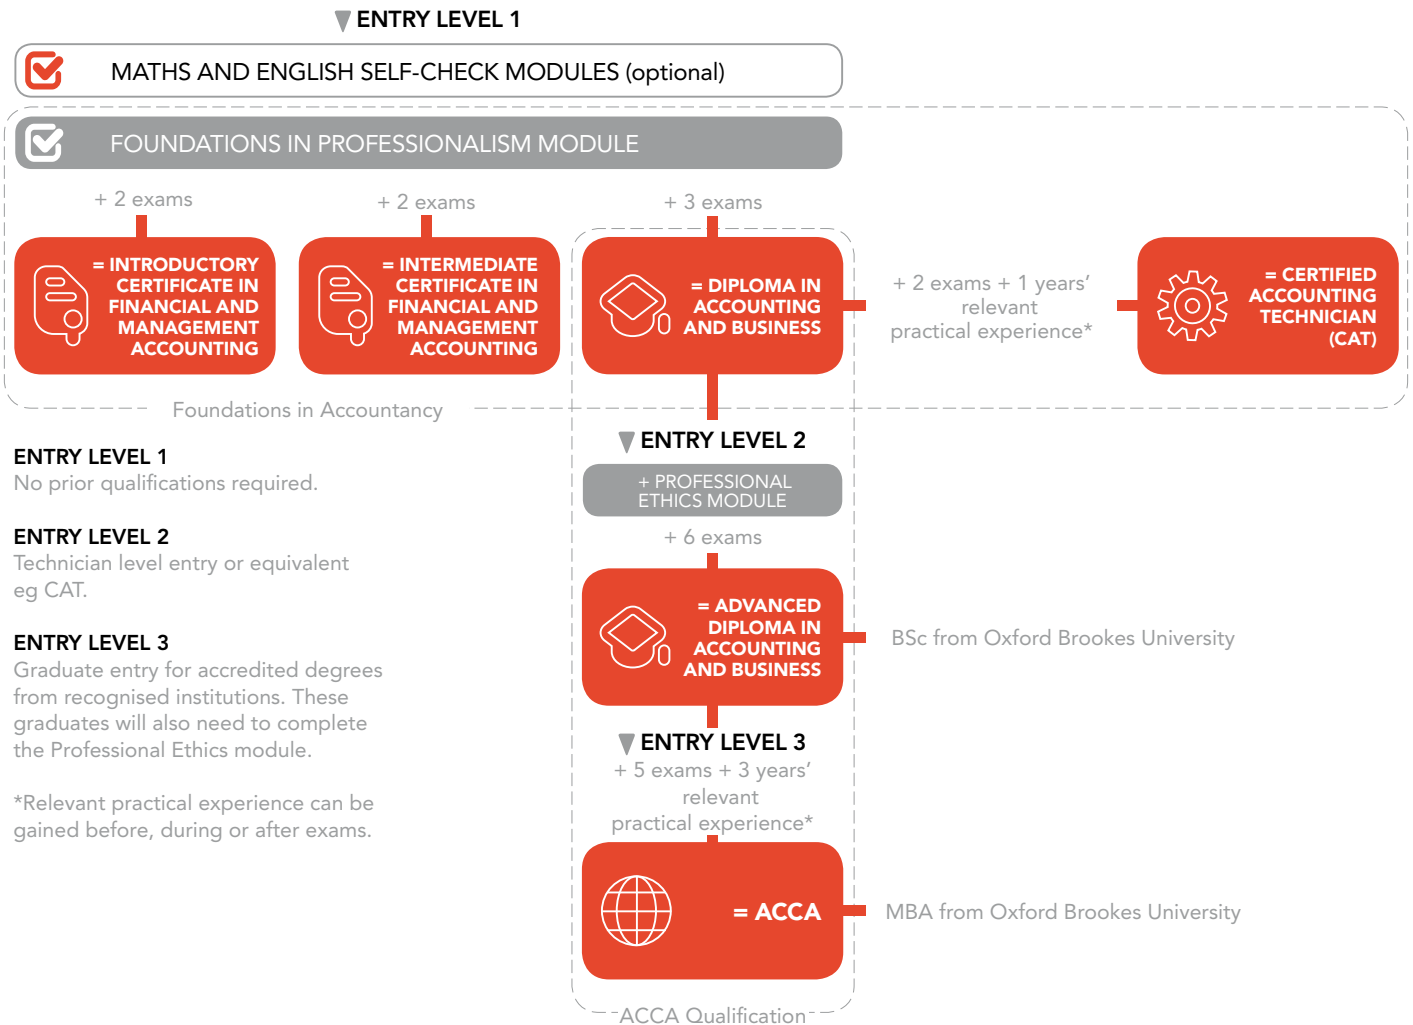 ENTRY LEVEL 1
MATHS AND ENGLISH SELF-CHECK MODULES (optional)
FOUNDATIONS IN PROFESSIONALISM MODULE
+ 2 exams
= INTRODUCTORY
CERTIFICATE IN
FINANCIAL AND
MANAGEMENT
ACCOUNTING
+ 2 exams
= INTERMEDIATE
CERTIFICATE IN
FINANCIAL AND
MANAGEMENT
ACCOUNTING
+ 3 exams
= DIPLOMA IN
ACCOUNTING
AND BUSINESS
+ 2 exams + 1 years’
relevant
practical experience*
= CERTIFIED
ACCOUNTING
TECHNICIAN
(CAT)
Foundations in Accountancy
ENTRY LEVEL 1
No prior qualifications required.
ENTRY LEVEL 2
Technician level entry or equivalent
eg CAT.
ENTRY LEVEL 3
Graduate entry for accredited degrees
from recognised institutions. These
graduates will also need to complete
the Professional Ethics module.
*Relevant practical experience can be
gained before, during or after exams.
ENTRY LEVEL 2
+ PROFESSIONAL
ETHICS MODULE
+ 6 exams
= ADVANCED
DIPLOMA IN
ACCOUNTING
AND BUSINESS
BSc from Oxford Brookes University
ENTRY LEVEL 3
+ 5 exams + 3 years’
relevant
practical experience*
= ACCA
MBA from Oxford Brookes University
ACCA Qualification